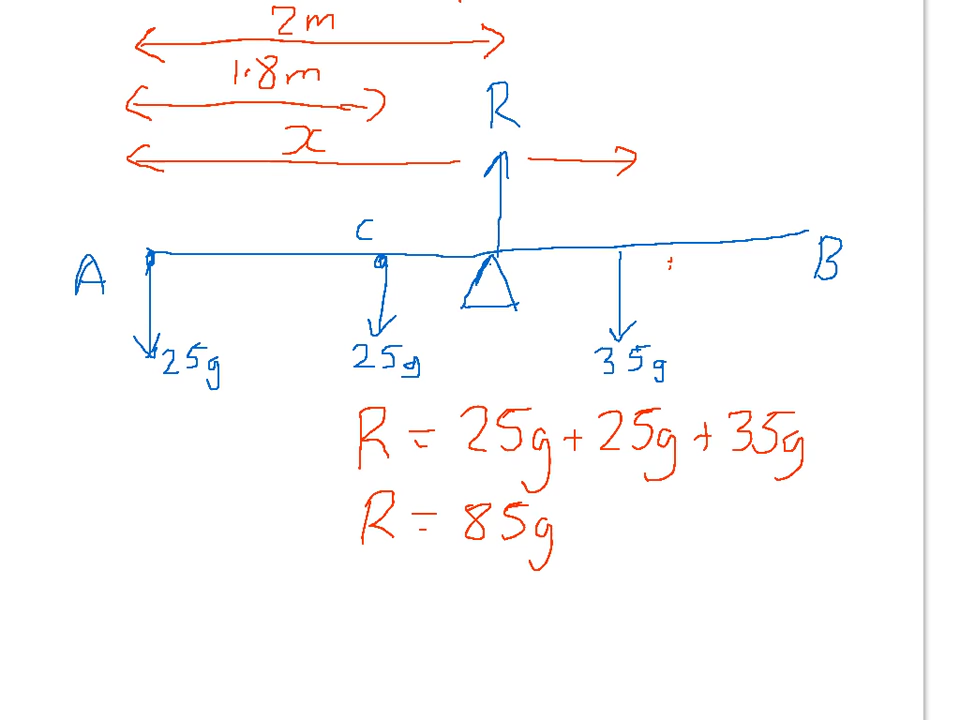 2m
1.8m
R
x
C
A
B
25g
25g
35g
R = 25g + 25g + 35g
R = 85g